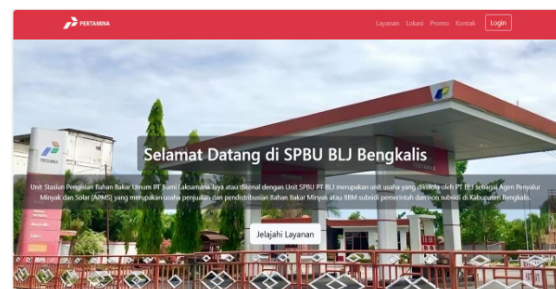 PERTAMINA
Layanan Lokasi Promo Kontak Login
Selamat Datang di SPBU BLJ Bengkalis
Unit Stasiun Pengisian Bahan Bakar Umum PT Bumi Laksamana Jaya atau dikenal dengan Unit SPBU PT BLJ merupakan unit usaha yang dikelola oleh PT BLJ sebagai Agen Penyalur
Minyak dan Solar (APMS) yang merupakan usaha penjualan dan pendistribusian Bahan Bakar Minyak atau BBM subsidi pemerintah dan non subsidi di Kabupaten Bengkalis.
Jelajahi Layanan
PERTAMINA